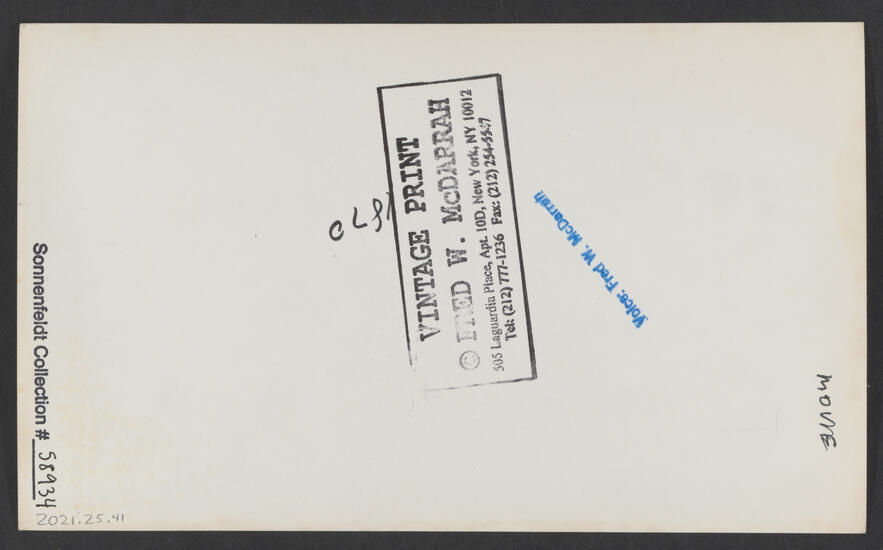 VINTAGE PRINT
© FRED W. McDARRAH
505 Laguardia Place, Apt. 10D, New York, NY 10012
Tel: (212) 777-1236 Fax: (212) 254-5547
Voice: Fred W. McDarrah
MOVIE
Sonnenfeldt Collection # 58934
2021.25.41